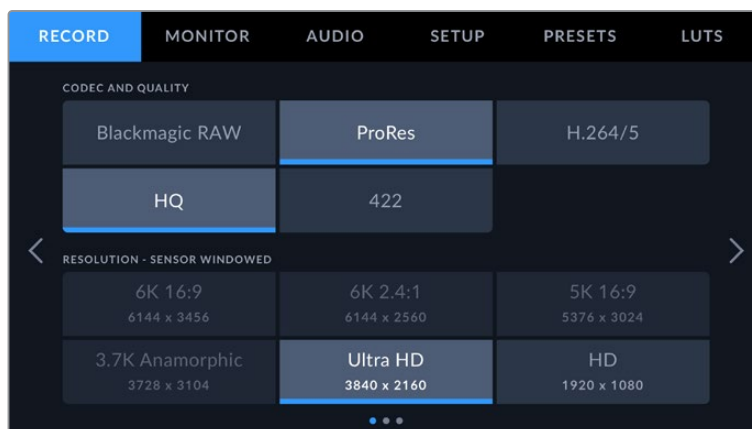 RECORD MONITOR AUDIO SETUP PRESETS LUTS
CODEC AND QUALITY
Blackmagic RAW ProRes H.264/5
HQ 422
RESOLUTION - SENSOR WINDOWED
6K 16:9 6K 2.4:1 5K 16:9
6144 x 3456 6144 x 2560 5376 x 3024
3.7K Anamorphic Ultra HD HD
3728 x 3104 3840 x 2160 1920 x 1080